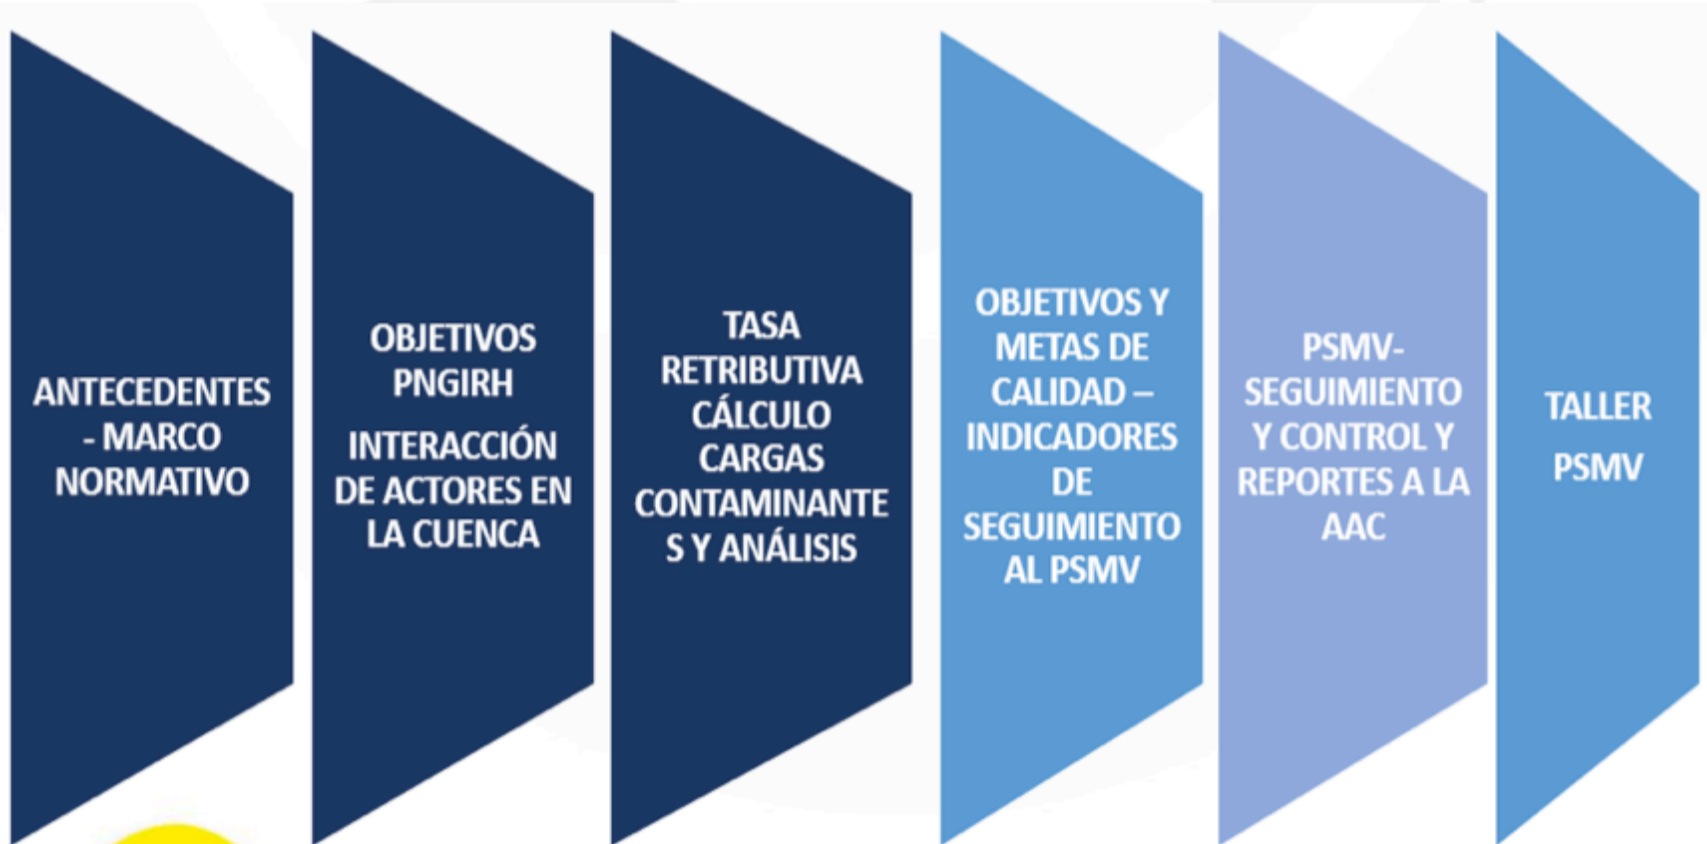 ANTECEDENTES
- MARCO
NORMATIVO
OBJETIVOS
PNGIRH
INTERACCIÓN
DE ACTORES EN
LA CUENCA
TASA
RETRIBUTIVA
CÁLCULO
CARGAS
CONTAMINANTE
S Y ANÁLISIS
OBJETIVOS Y
METAS DE
CALIDAD –
INDICADORES
DE
SEGUIMIENTO
AL PSMV
PSMV-
SEGUIMIENTO
Y CONTROL Y
REPORTES A LA
AAC
TALLER
PSMV